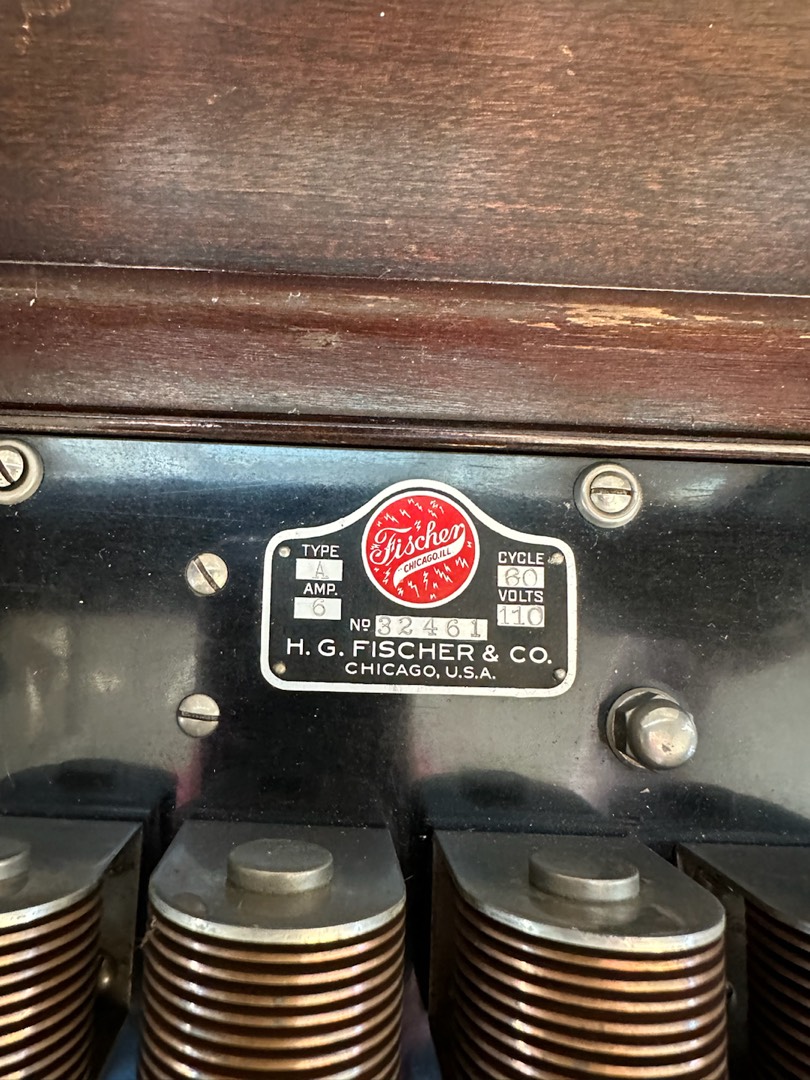 Fischer
CHICAGO.ILL
TYPE
A
AMP.
6
CYCLE
60
VOLTS
110
No 32461
H. G. FISCHER & CO.
CHICAGO, U.S.A.